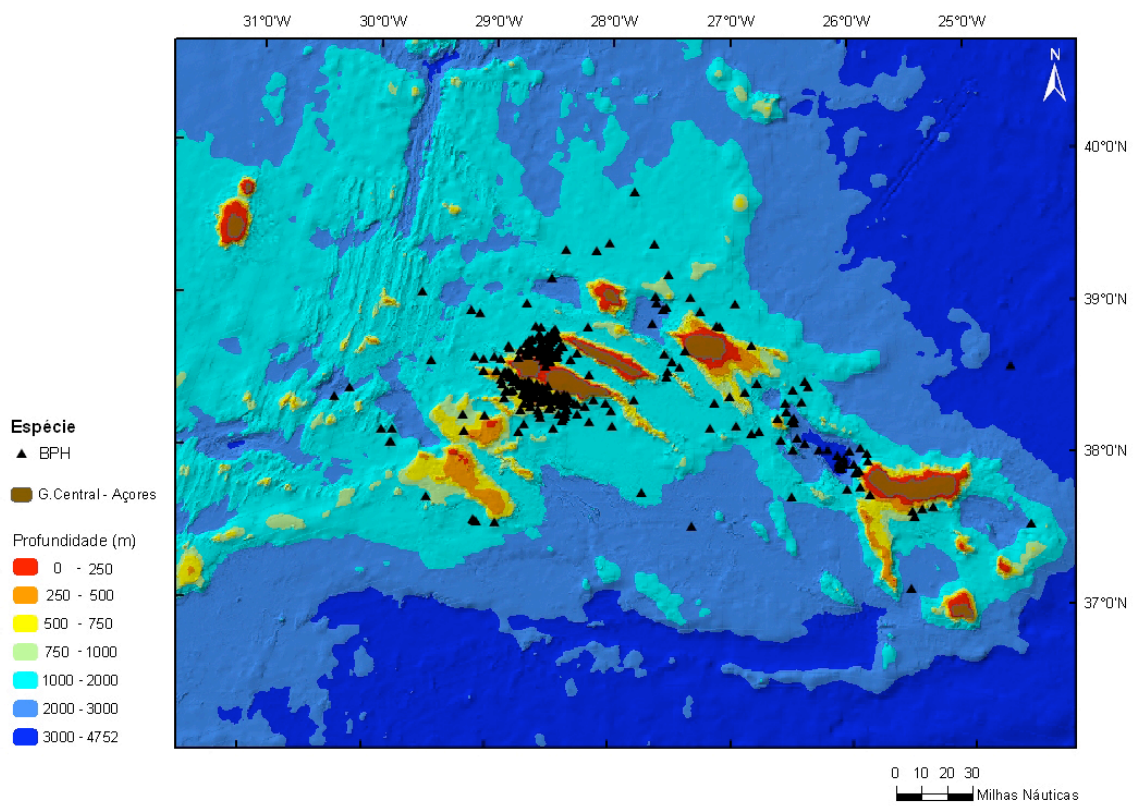 31°0'W 30°0'W 29°0'W 28°0'W 27°0'W 26°0'W 25°0'W
N
40°0'N
39°0'N
38°0'N
37°0'N
Espécie
BPH
G.Central - Açores
Profundidade (m)
0 - 250
250 - 500
500 - 750
750 - 1000
1000 - 2000
2000 - 3000
3000 - 4752
0 10 20 30
Milhas Náuticas